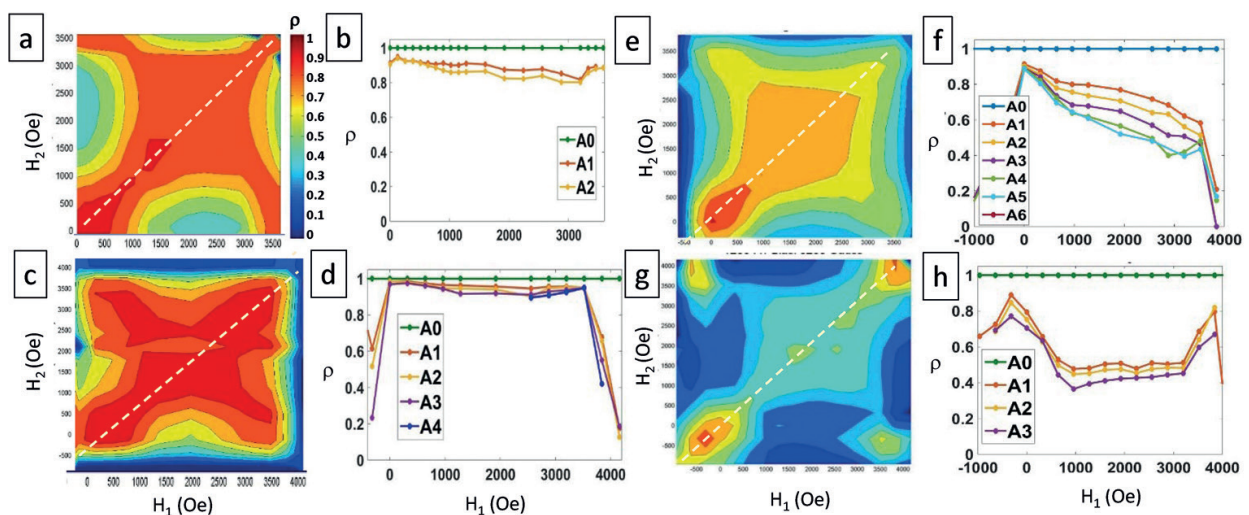 a
ρ
3500
3000
2500
2000
1500
1000
500
0
H2 (Oe)
0 500 1000 1500 2000 2500 3000 3500
1
0.9
0.8
0.7
0.6
0.5
0.4
0.3
0.2
0.1
0
b
1
0.8
0.6
0.4
0.2
0
ρ
A0
A1
A2
0 1000 2000 3000
e
3500
3000
2500
2000
1500
1000
500
0
H2 (Oe)
0 500 1000 1500 2000 2500 3000 3500
f
1
0.8
0.6
0.4
0.2
0
ρ
A0
A1
A2
A3
A4
A5
A6
-1000 0 1000 2000 3000 4000
c
4000
3500
3000
2500
2000
1500
1000
500
0
-500
H2 (Oe)
0 500 1000 1500 2000 2500 3000 3500 4000
H1 (Oe)
d
1
0.8
0.6
0.4
0.2
0
ρ
A0
A1
A2
A3
A4
0 1000 2000 3000 4000
H1 (Oe)
g
4000
3500
3000
2500
2000
1500
1000
500
0
-500
H2 (Oe)
-500 0 500 1000 1500 2000 2500 3000 3500 4000
H1 (Oe)
h
1
0.8
0.6
0.4
0.2
0
ρ
A0
A1
A2
A3
-1000 0 1000 2000 3000 4000
H1 (Oe)